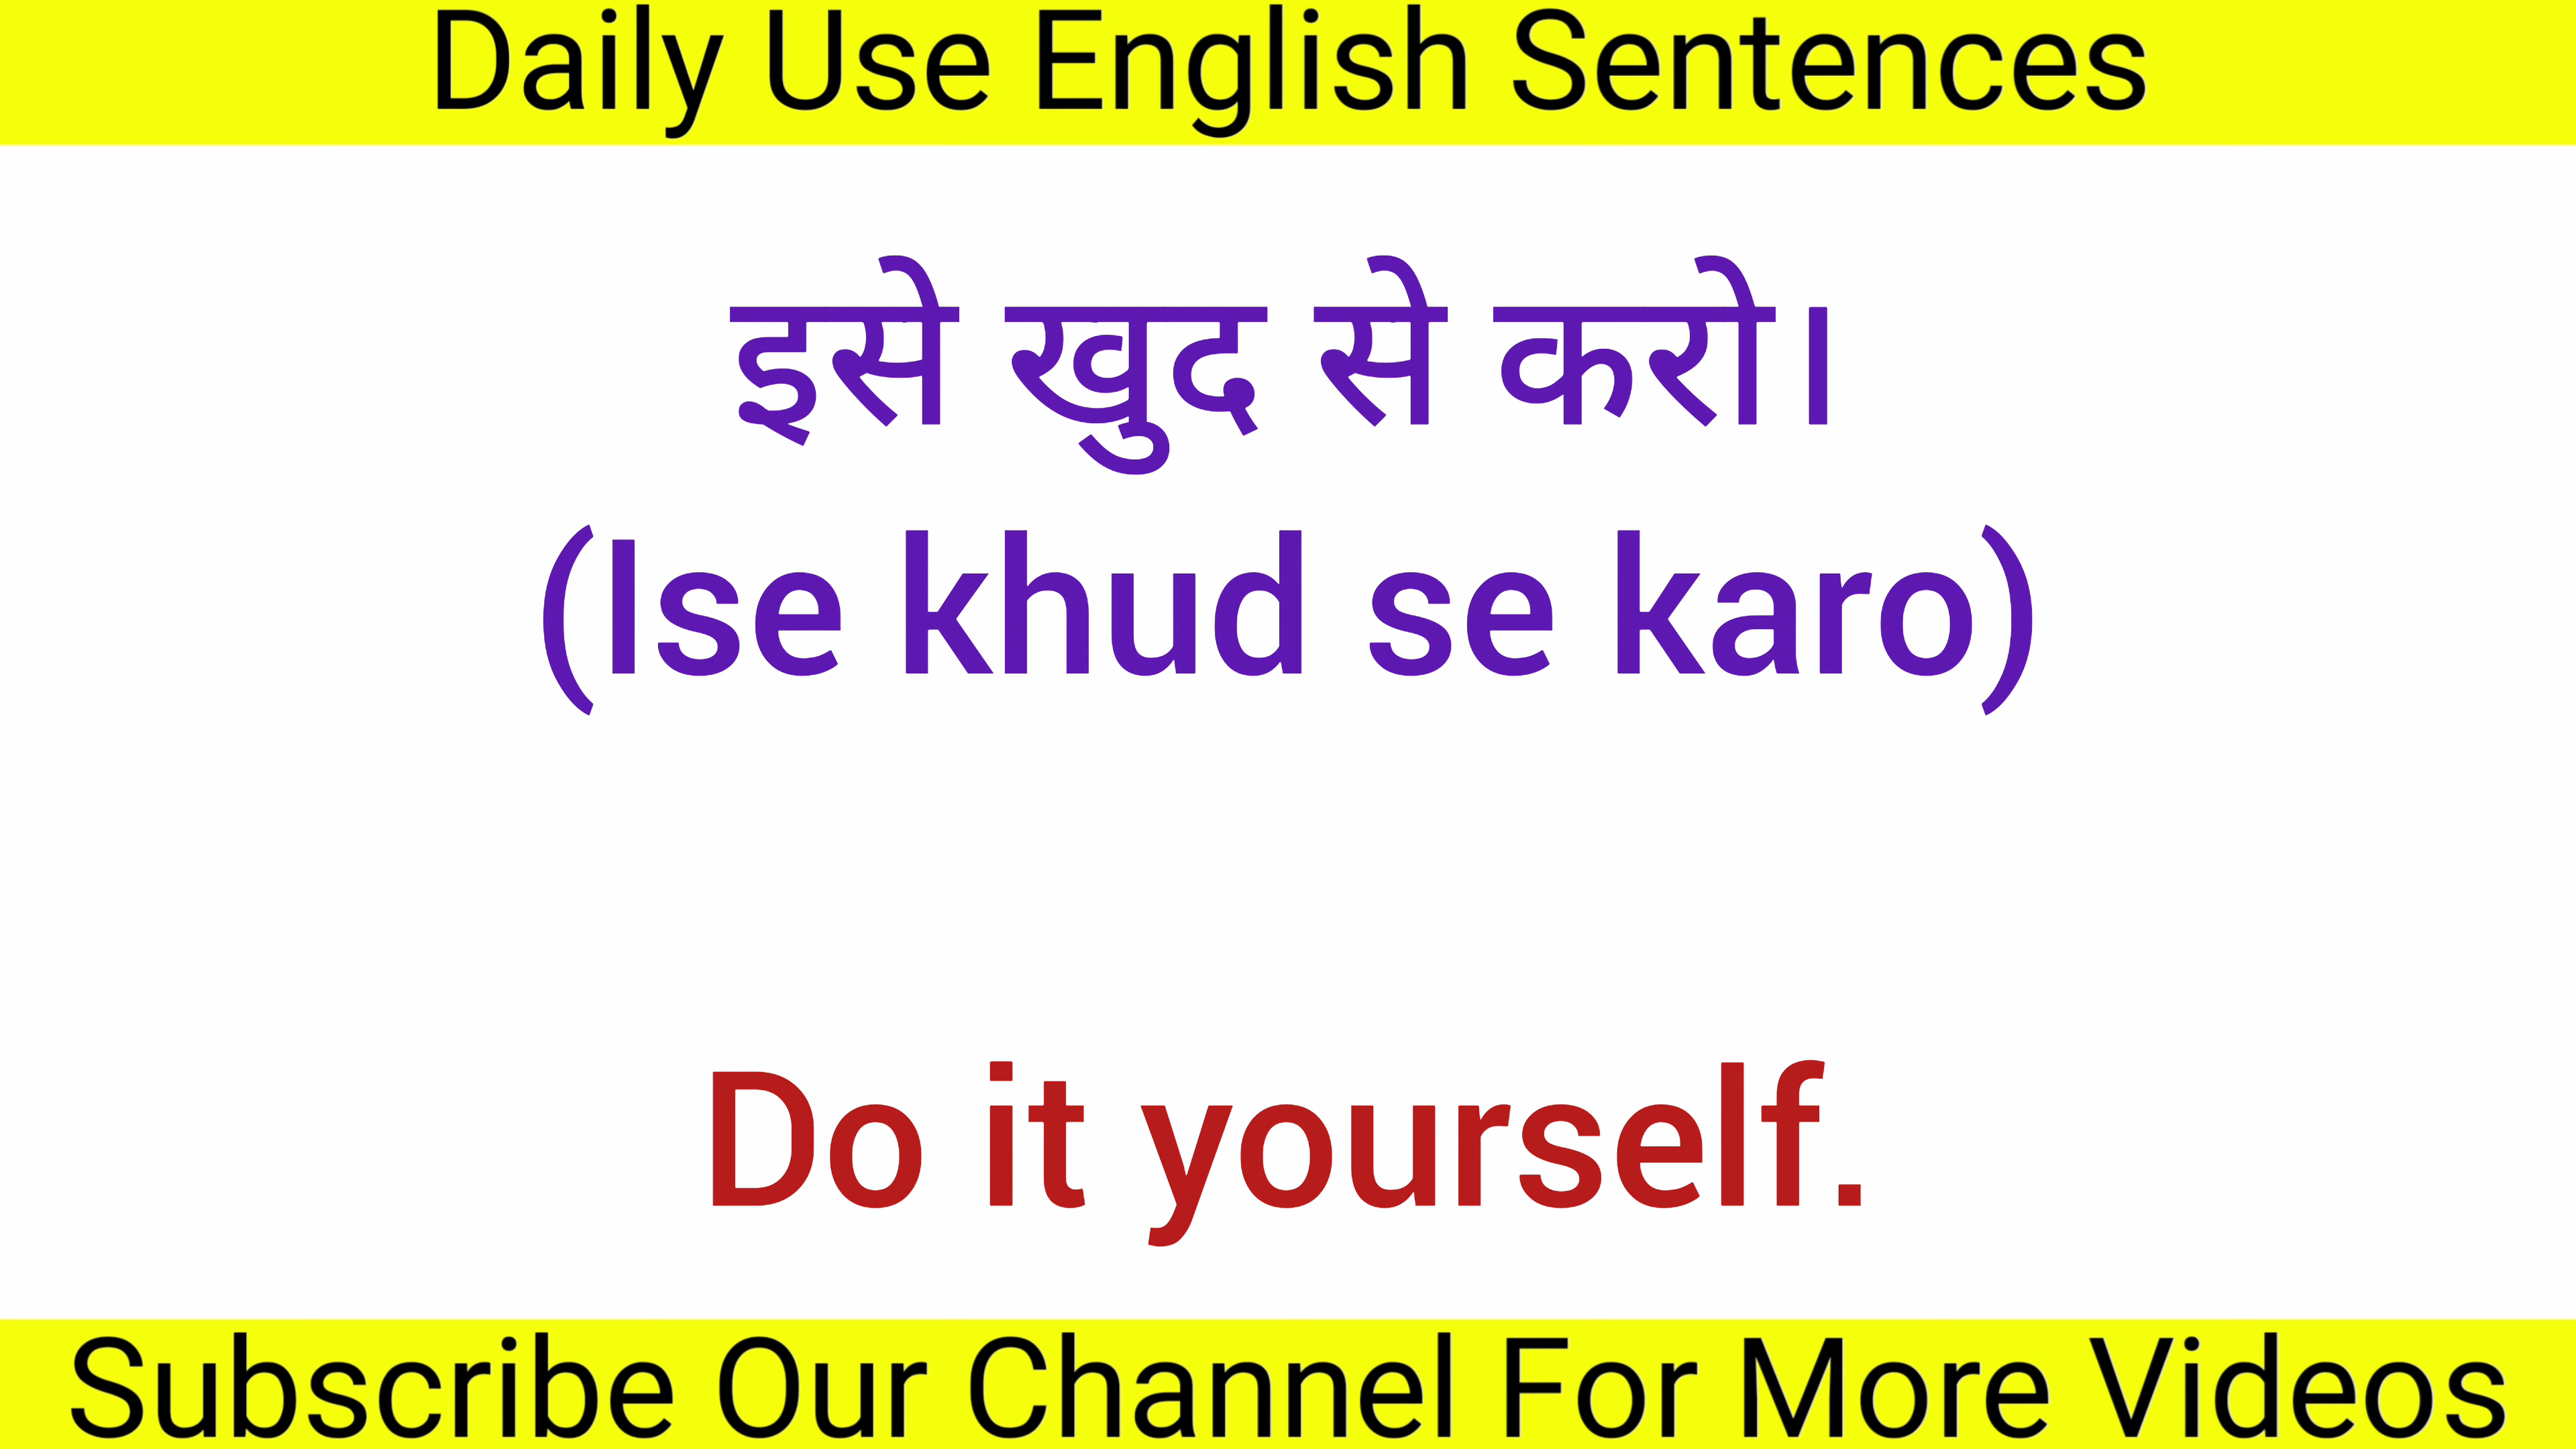 Daily Use English Sentences
इसे खुद से करो।
(Ise khud se karo)
Do it yourself.
Subscribe Our Channel For More Videos